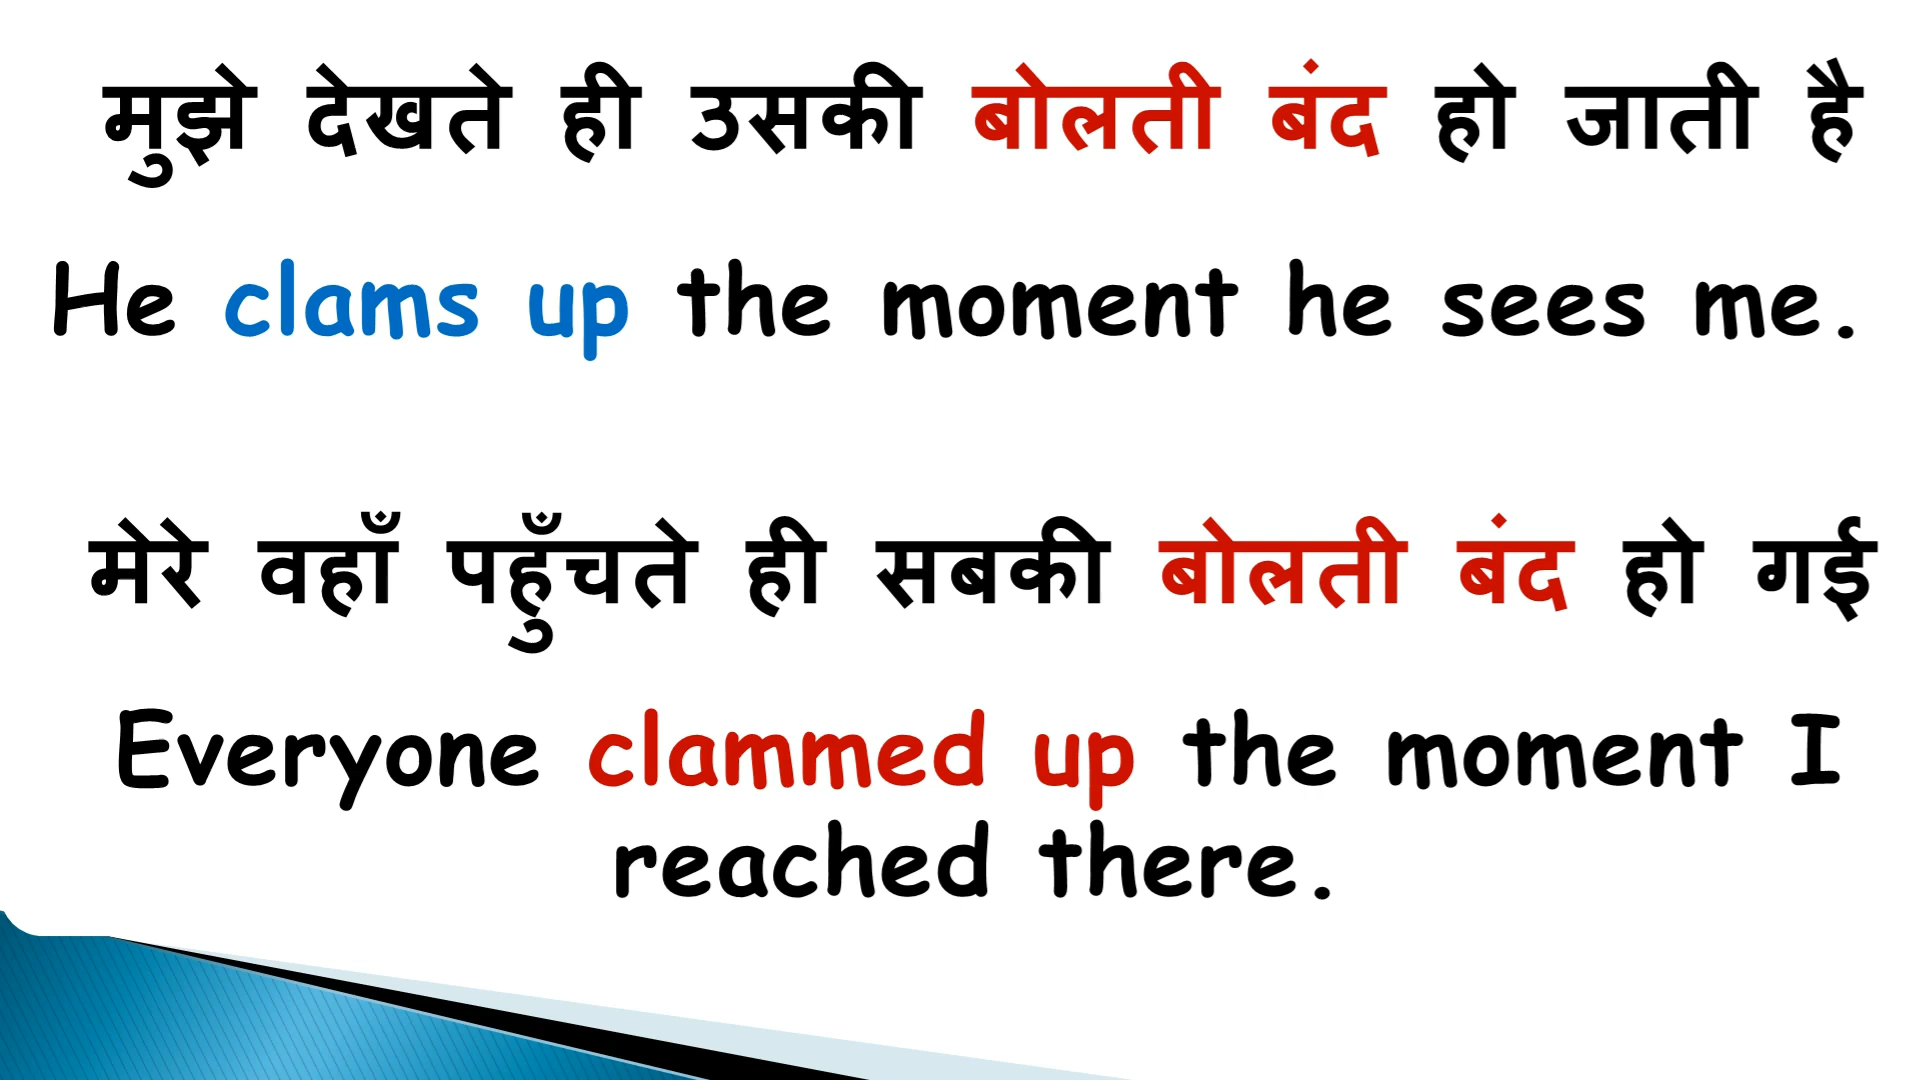 मुझे देखते ही उसकी बोलती बंद हो जाती है
He clams up the moment he sees me.
मेरे वहाँ पहुँचते ही सबकी बोलती बंद हो गई
Everyone clammed up the moment I
reached there.